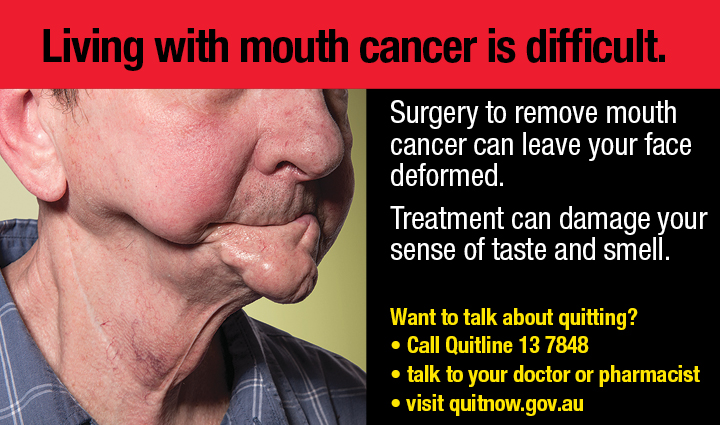 Living with mouth cancer is difficult.
Surgery to remove mouth
cancer can leave your face
deformed.
Treatment can damage your
sense of taste and smell.
Want to talk about quitting?
• Call Quitline 13 7848
• talk to your doctor or pharmacist
• visit quitnow.gov.au